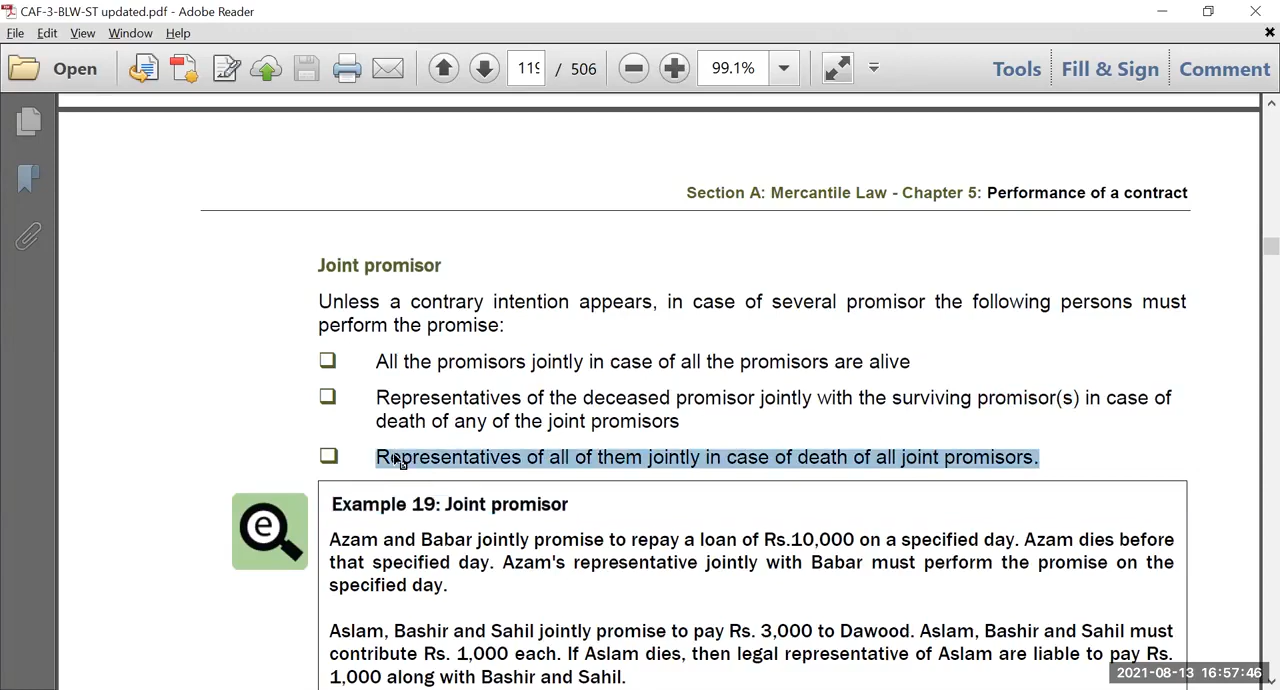 CAF-3-BLW-ST updated.pdf - Adobe Reader
File Edit View Window Help
Open 119 / 506 99.1% Tools Fill & Sign Comment
Section A: Mercantile Law - Chapter 5: Performance of a contract
Joint promisor
Unless a contrary intention appears, in case of several promisor the following persons must
perform the promise:
All the promisors jointly in case of all the promisors are alive
Representatives of the deceased promisor jointly with the surviving promisor(s) in case of
death of any of the joint promisors
Representatives of all of them jointly in case of death of all joint promisors.
Example 19: Joint promisor
Azam and Babar jointly promise to repay a loan of Rs.10,000 on a specified day. Azam dies before
that specified day. Azam's representative jointly with Babar must perform the promise on the
specified day.
Aslam, Bashir and Sahil jointly promise to pay Rs. 3,000 to Dawood. Aslam, Bashir and Sahil must
contribute Rs. 1,000 each. If Aslam dies, then legal representative of Aslam are liable to pay Rs.
1,000 along with Bashir and Sahil.
2021-08-13 16:57:46